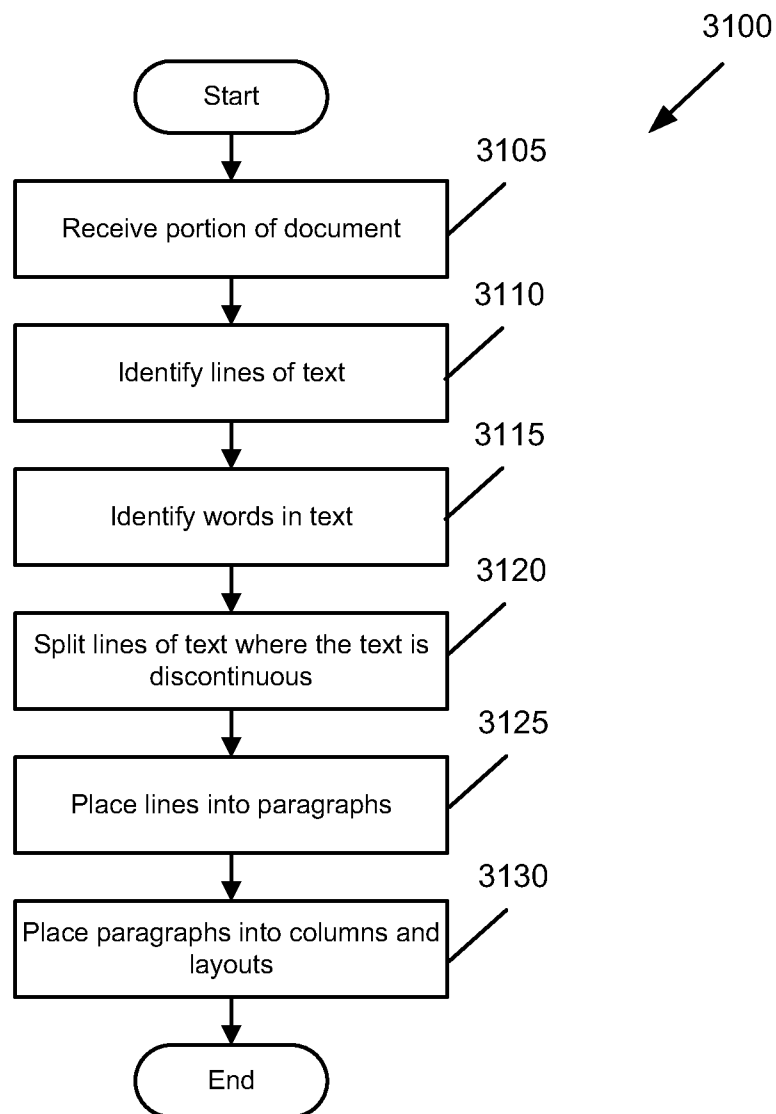 3100
Start
3105
Receive portion of document
3110
Identify lines of text
3115
Identify words in text
3120
Split lines of text where the text is
discontinuous
3125
Place lines into paragraphs
3130
Place paragraphs into columns and
layouts
End